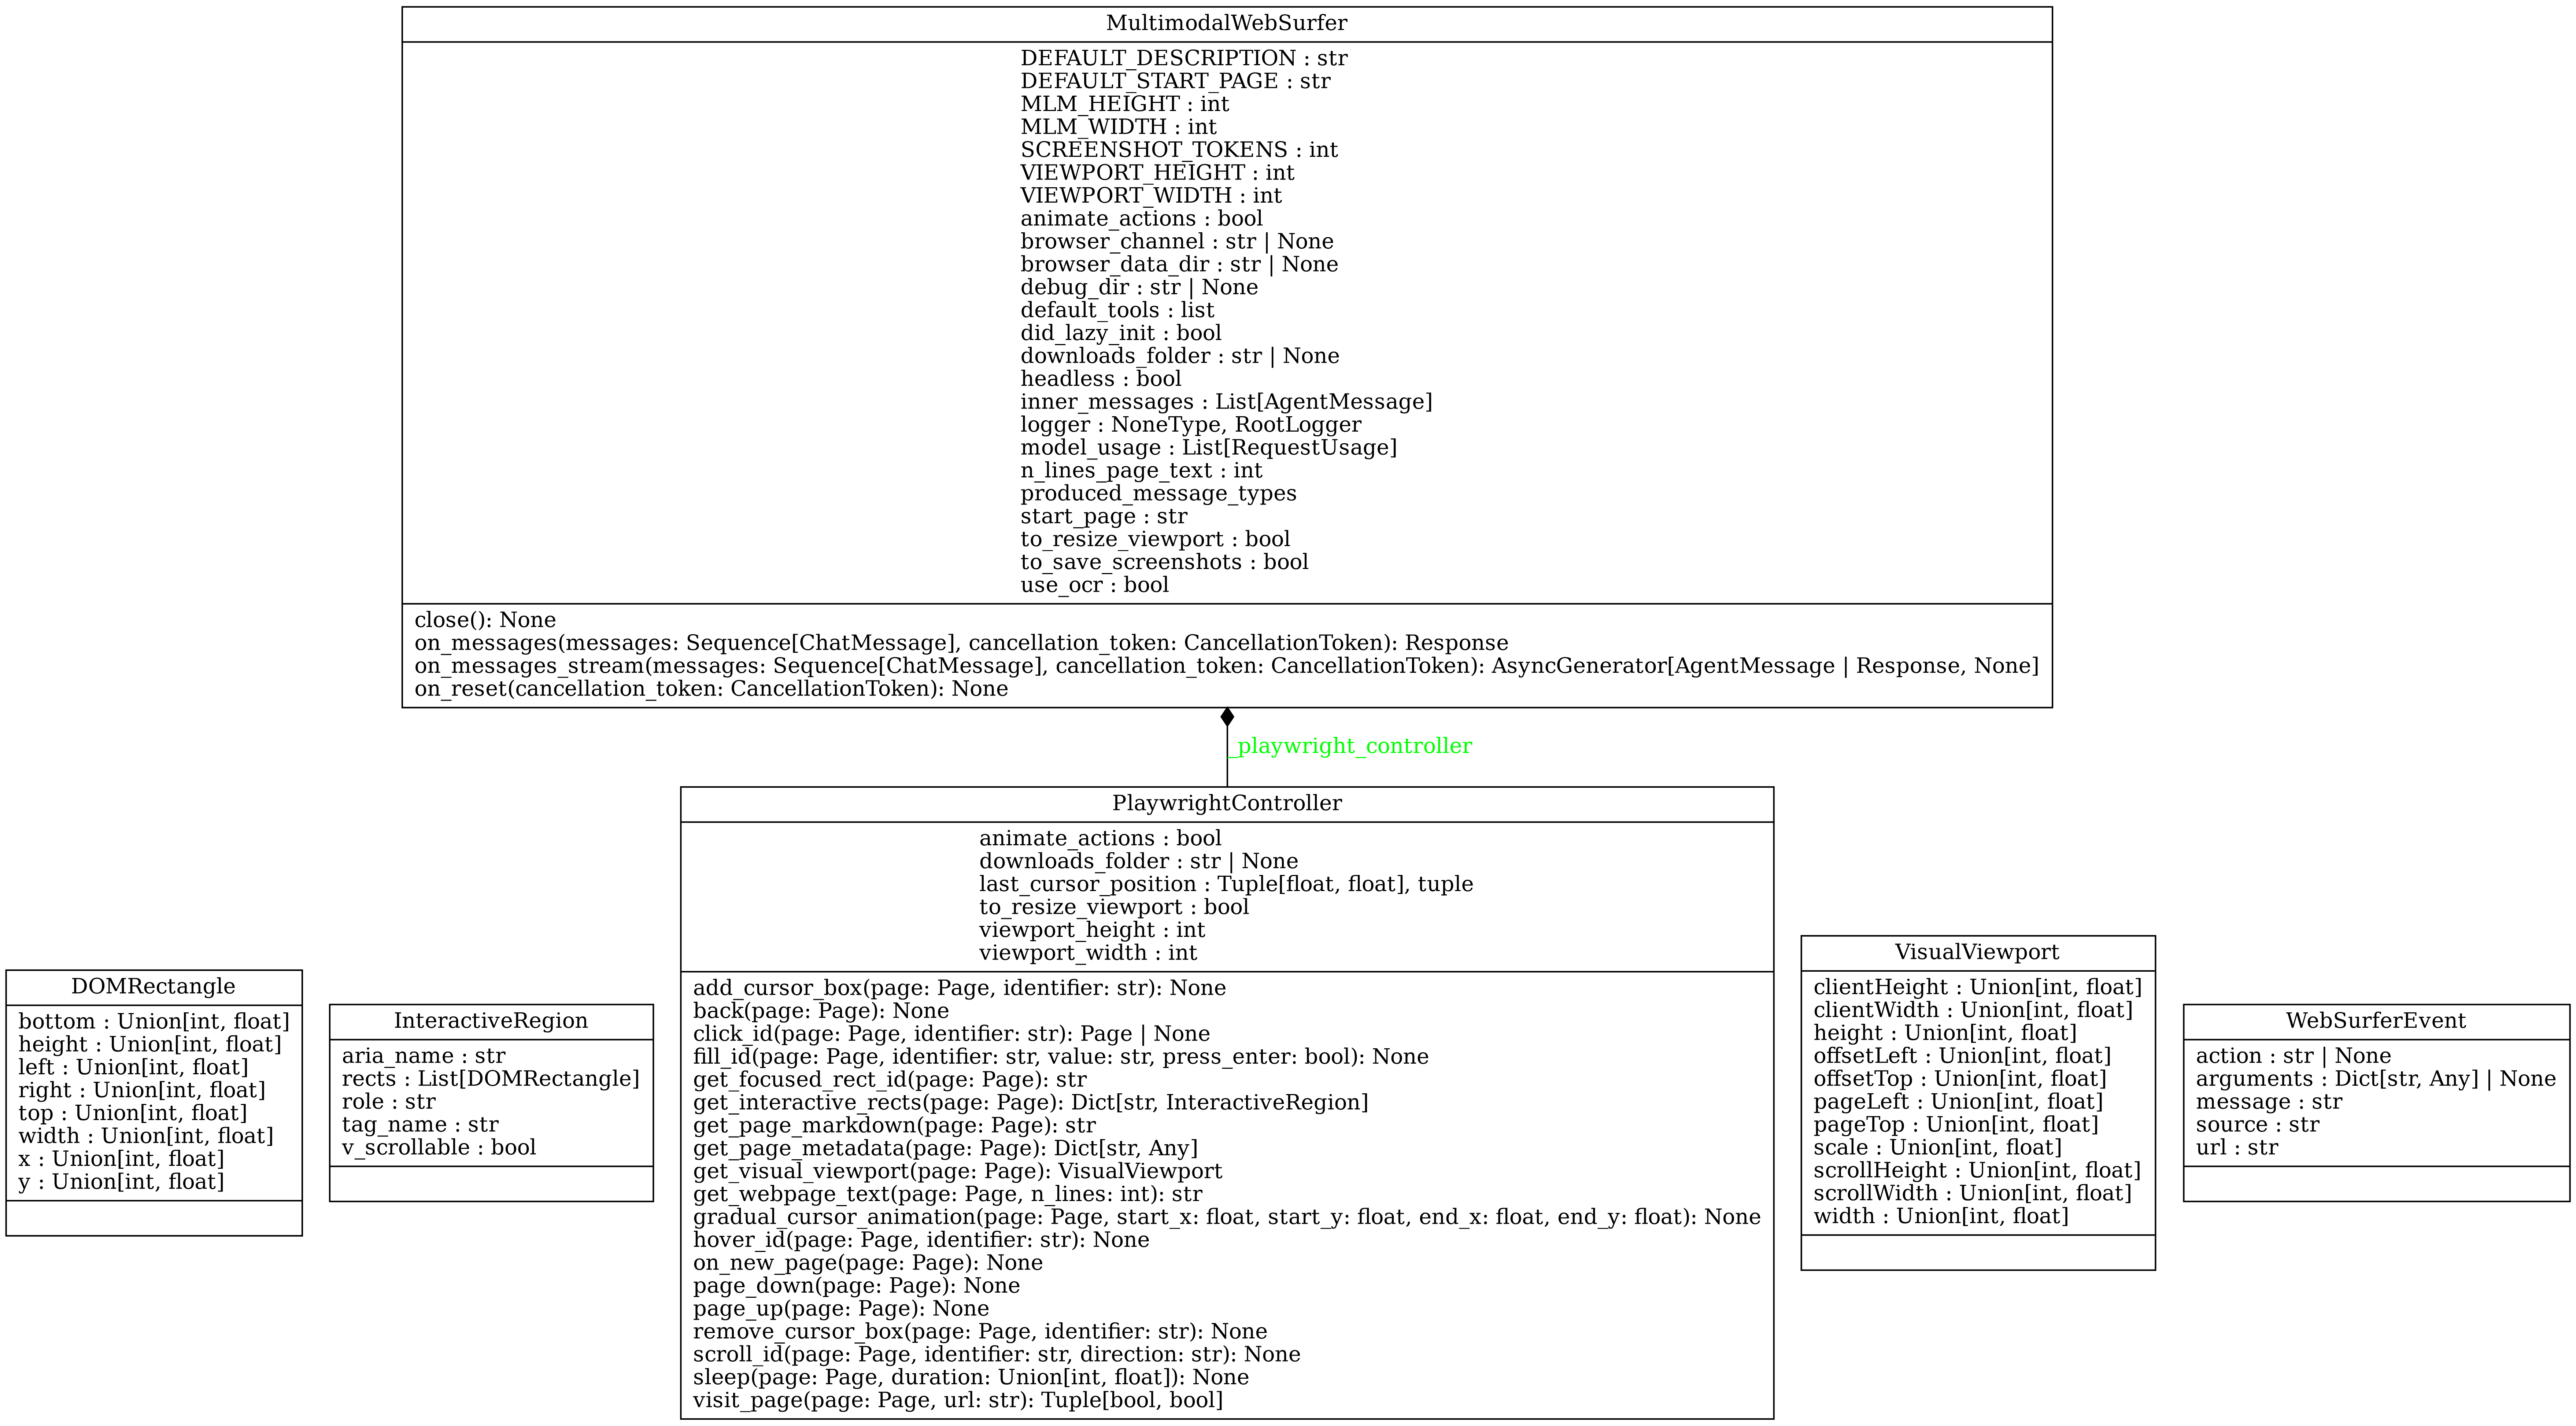 MultimodalWebSurfer
DEFAULT_DESCRIPTION : str
DEFAULT_START_PAGE : str
MLM_HEIGHT : int
MLM_WIDTH : int
SCREENSHOT_TOKENS : int
VIEWPORT_HEIGHT : int
VIEWPORT_WIDTH : int
animate_actions : bool
browser_channel : str | None
browser_data_dir : str | None
debug_dir : str | None
default_tools : list
did_lazy_init : bool
downloads_folder : str | None
headless : bool
inner_messages : List[AgentMessage]
logger : NoneType, RootLogger
model_usage : List[RequestUsage]
n_lines_page_text : int
produced_message_types
start_page : str
to_resize_viewport : bool
to_save_screenshots : bool
use_ocr : bool
close(): None
on_messages(messages: Sequence[ChatMessage], cancellation_token: CancellationToken): Response
on_messages_stream(messages: Sequence[ChatMessage], cancellation_token: CancellationToken): AsyncGenerator[AgentMessage | Response, None]
on_reset(cancellation_token: CancellationToken): None
_playwright_controller
DOMRectangle
bottom : Union[int, float]
height : Union[int, float]
left : Union[int, float]
right : Union[int, float]
top : Union[int, float]
width : Union[int, float]
x : Union[int, float]
y : Union[int, float]
InteractiveRegion
aria_name : str
rects : List[DOMRectangle]
role : str
tag_name : str
v_scrollable : bool
PlaywrightController
animate_actions : bool
downloads_folder : str | None
last_cursor_position : Tuple[float, float], tuple
to_resize_viewport : bool
viewport_height : int
viewport_width : int
add_cursor_box(page: Page, identifier: str): None
back(page: Page): None
click_id(page: Page, identifier: str): Page | None
fill_id(page: Page, identifier: str, value: str, press_enter: bool): None
get_focused_rect_id(page: Page): str
get_interactive_rects(page: Page): Dict[str, InteractiveRegion]
get_page_markdown(page: Page): str
get_page_metadata(page: Page): Dict[str, Any]
get_visual_viewport(page: Page): VisualViewport
get_webpage_text(page: Page, n_lines: int): str
gradual_cursor_animation(page: Page, start_x: float, start_y: float, end_x: float, end_y: float): None
hover_id(page: Page, identifier: str): None
on_new_page(page: Page): None
page_down(page: Page): None
page_up(page: Page): None
remove_cursor_box(page: Page, identifier: str): None
scroll_id(page: Page, identifier: str, direction: str): None
sleep(page: Page, duration: Union[int, float]): None
visit_page(page: Page, url: str): Tuple[bool, bool]
VisualViewport
clientHeight : Union[int, float]
clientWidth : Union[int, float]
height : Union[int, float]
offsetLeft : Union[int, float]
offsetTop : Union[int, float]
pageLeft : Union[int, float]
pageTop : Union[int, float]
scale : Union[int, float]
scrollHeight : Union[int, float]
scrollWidth : Union[int, float]
width : Union[int, float]
WebSurferEvent
action : str | None
arguments : Dict[str, Any] | None
message : str
source : str
url : str